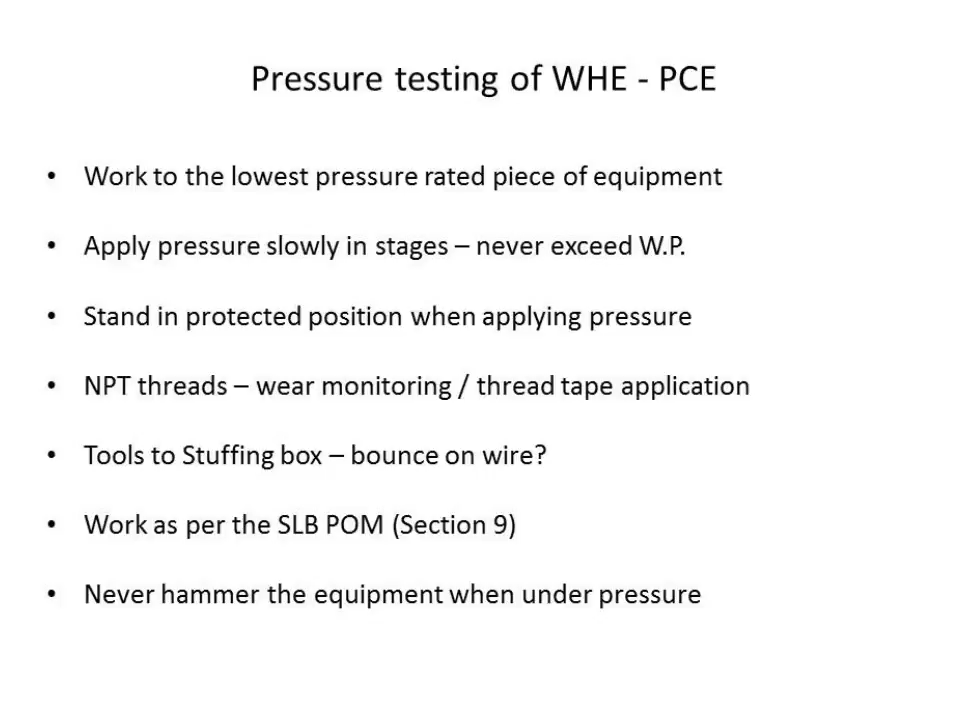 Pressure testing of WHE - PCE
• Work to the lowest pressure rated piece of equipment
• Apply pressure slowly in stages – never exceed W.P.
• Stand in protected position when applying pressure
• NPT threads – wear monitoring / thread tape application
• Tools to Stuffing box – bounce on wire?
• Work as per the SLB POM (Section 9)
• Never hammer the equipment when under pressure